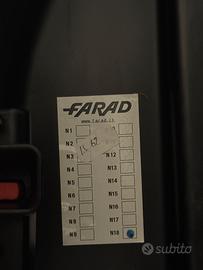 FARAD
www.farad.it
N1
N2
N3 N12
N4 N13
N5 N14
N6 N15
N7 N16
N8 N17
N9 N18
subito